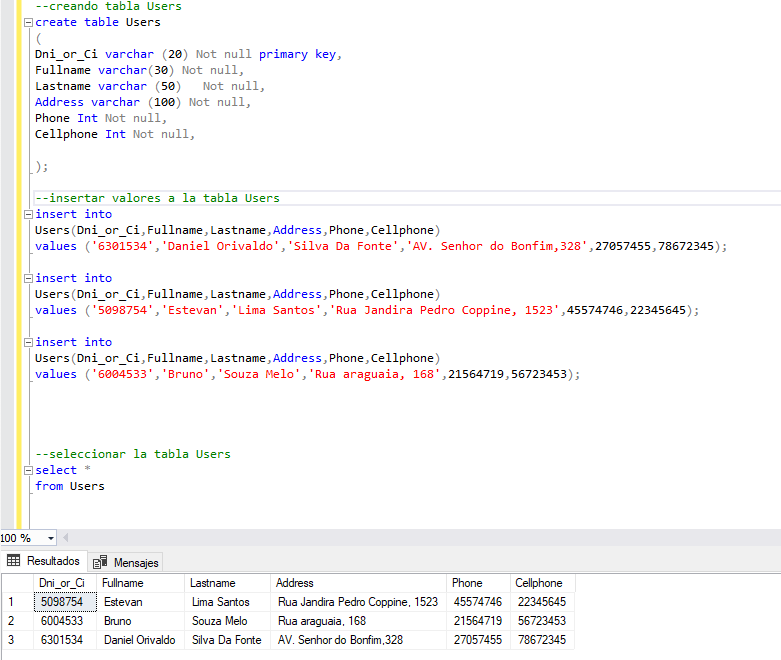 --creando tabla Users
create table Users
(
Dni_or_Ci varchar (20) Not null primary key,
Fullname varchar(30) Not null,
Lastname varchar (50)   Not null,
Address varchar (100) Not null,
Phone Int Not null,
Cellphone Int Not null,
);
--insertar valores a la tabla Users
insert into
Users(Dni_or_Ci,Fullname,Lastname,Address,Phone,Cellphone)
values ('6301534','Daniel Orivaldo','Silva Da Fonte','AV. Senhor do Bonfim,328',27057455,78672345);
insert into
Users(Dni_or_Ci,Fullname,Lastname,Address,Phone,Cellphone)
values ('5098754','Estevan','Lima Santos','Rua Jandira Pedro Coppine, 1523',45574746,22345645);
insert into
Users(Dni_or_Ci,Fullname,Lastname,Address,Phone,Cellphone)
values ('6004533','Bruno','Souza Melo','Rua araguaia, 168',21564719,56723453);
--seleccionar la tabla Users
select *
from Users
100 %
Resultados Mensajes
Dni_or_Ci Fullname Lastname Address Phone Cellphone
1 5098754 Estevan Lima Santos Rua Jandira Pedro Coppine, 1523 45574746 22345645
2 6004533 Bruno Souza Melo Rua araguaia, 168 21564719 56723453
3 6301534 Daniel Orivaldo Silva Da Fonte AV. Senhor do Bonfim,328 27057455 78672345